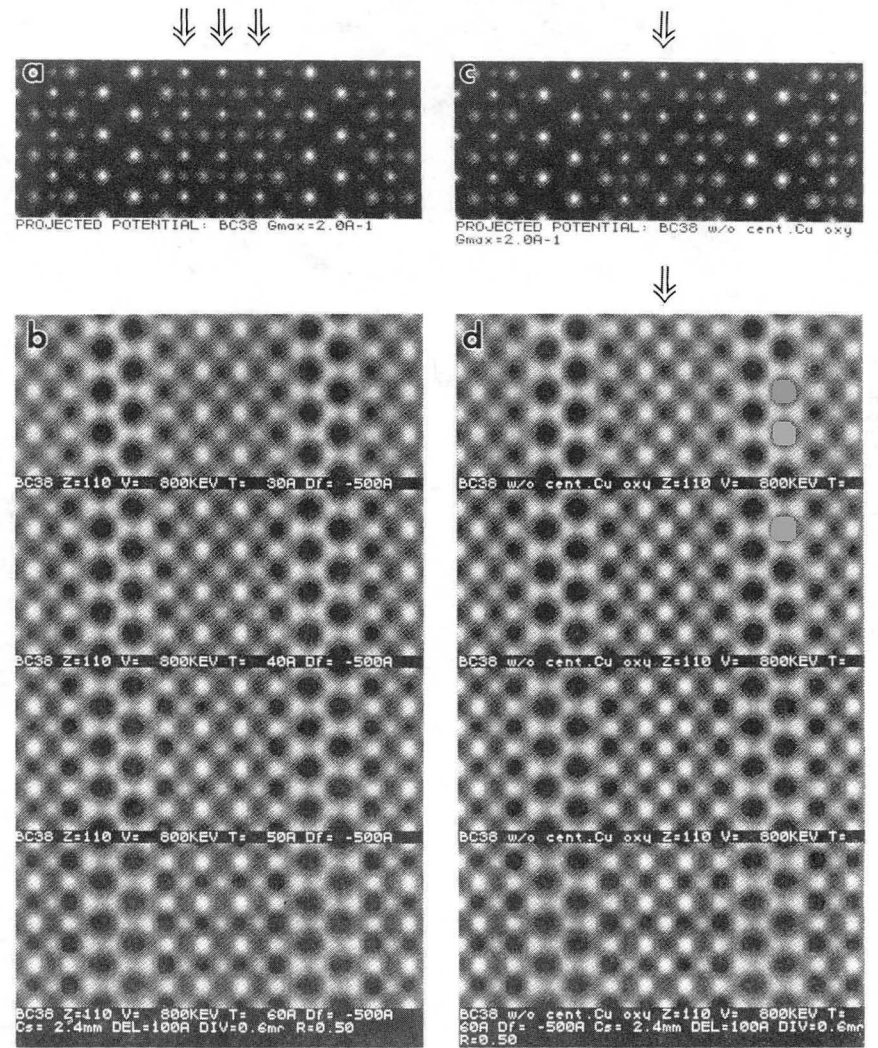 a
PROJECTED POTENTIAL: BC38 Gmax=2.0A-1
c
PROJECTED POTENTIAL: BC38 w/o cent.Cu oxy
Gmax=2.0A-1
b
BC38 Z=110 V= 800KEV T= 30A Df= -500A
BC38 Z=110 V= 800KEV T= 40A Df= -500A
BC38 Z=110 V= 800KEV T= 50A Df= -500A
BC38 Z=110 V= 800KEV T= 60A Df= -500A
Cs= 2.4mm DEL=100A DIV=0.6mr R=0.50
d
BC38 w/o cent.Cu oxy Z=110 V= 800KEV
BC38 w/o cent.Cu oxy Z=110 V= 800KEV T=
BC38 w/o cent.Cu oxy Z=110 V= 800KEV T=
BC38 w/o cent.Cu oxy Z=110 V= 800KEV T=
60A Df= -500A Cs= 2.4mm DEL=100A DIV=0.6mr
R=0.50